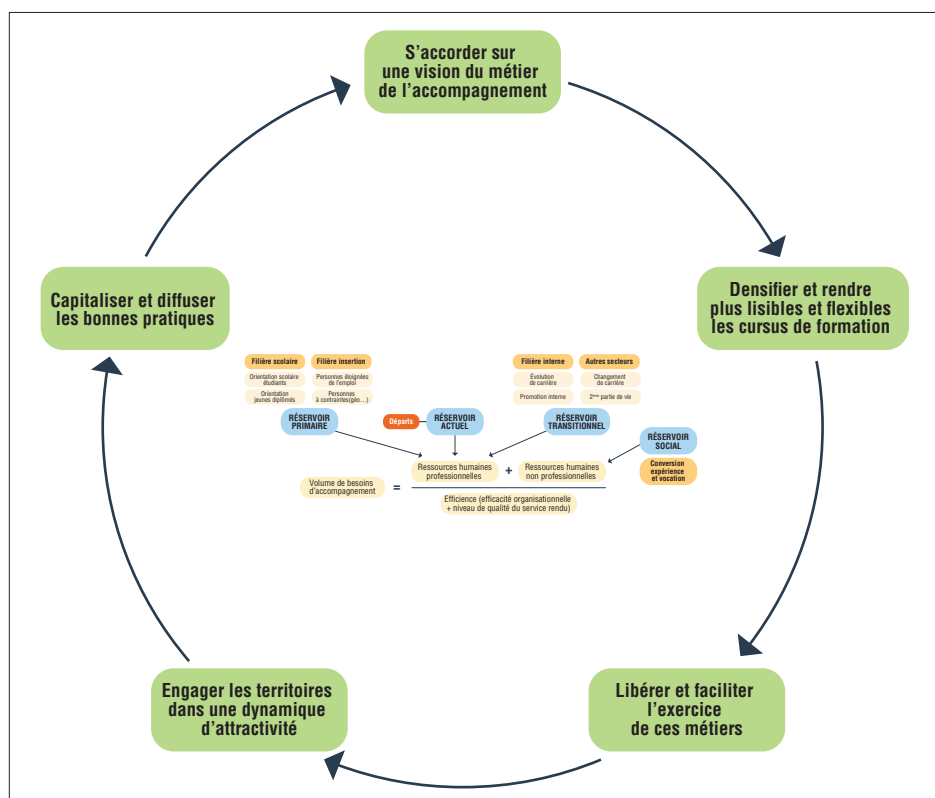 S’accorder sur
une vision du métier
de l’accompagnement
Densifier et rendre
plus lisibles et flexibles
les cursus de formation
Libérer et faciliter
l’exercice
de ces métiers
Engager les territoires
dans une dynamique
d’attractivité
Capitaliser et diffuser
les bonnes pratiques
Filière scolaire
Orientation scolaire
étudiants
Orientation
jeunes diplômés
Filière insertion
Personnes éloignées
de l’emploi
Personnes
à contraintes(géo…)
RÉSERVOIR
PRIMAIRE
Départs
RÉSERVOIR
ACTUEL
Filière interne
Évolution
de carrière
Promotion interne
Autres secteurs
Changement
de carrière
2ème partie de vie
RÉSERVOIR
TRANSITIONNEL
RÉSERVOIR
SOCIAL
Conversion
expérience
et vocation
Volume de besoins
d’accompagnement
=
Ressources humaines
professionnelles
+
Ressources humaines
non professionnelles
Efficience (efficacité organisationnelle
+ niveau de qualité du service rendu)